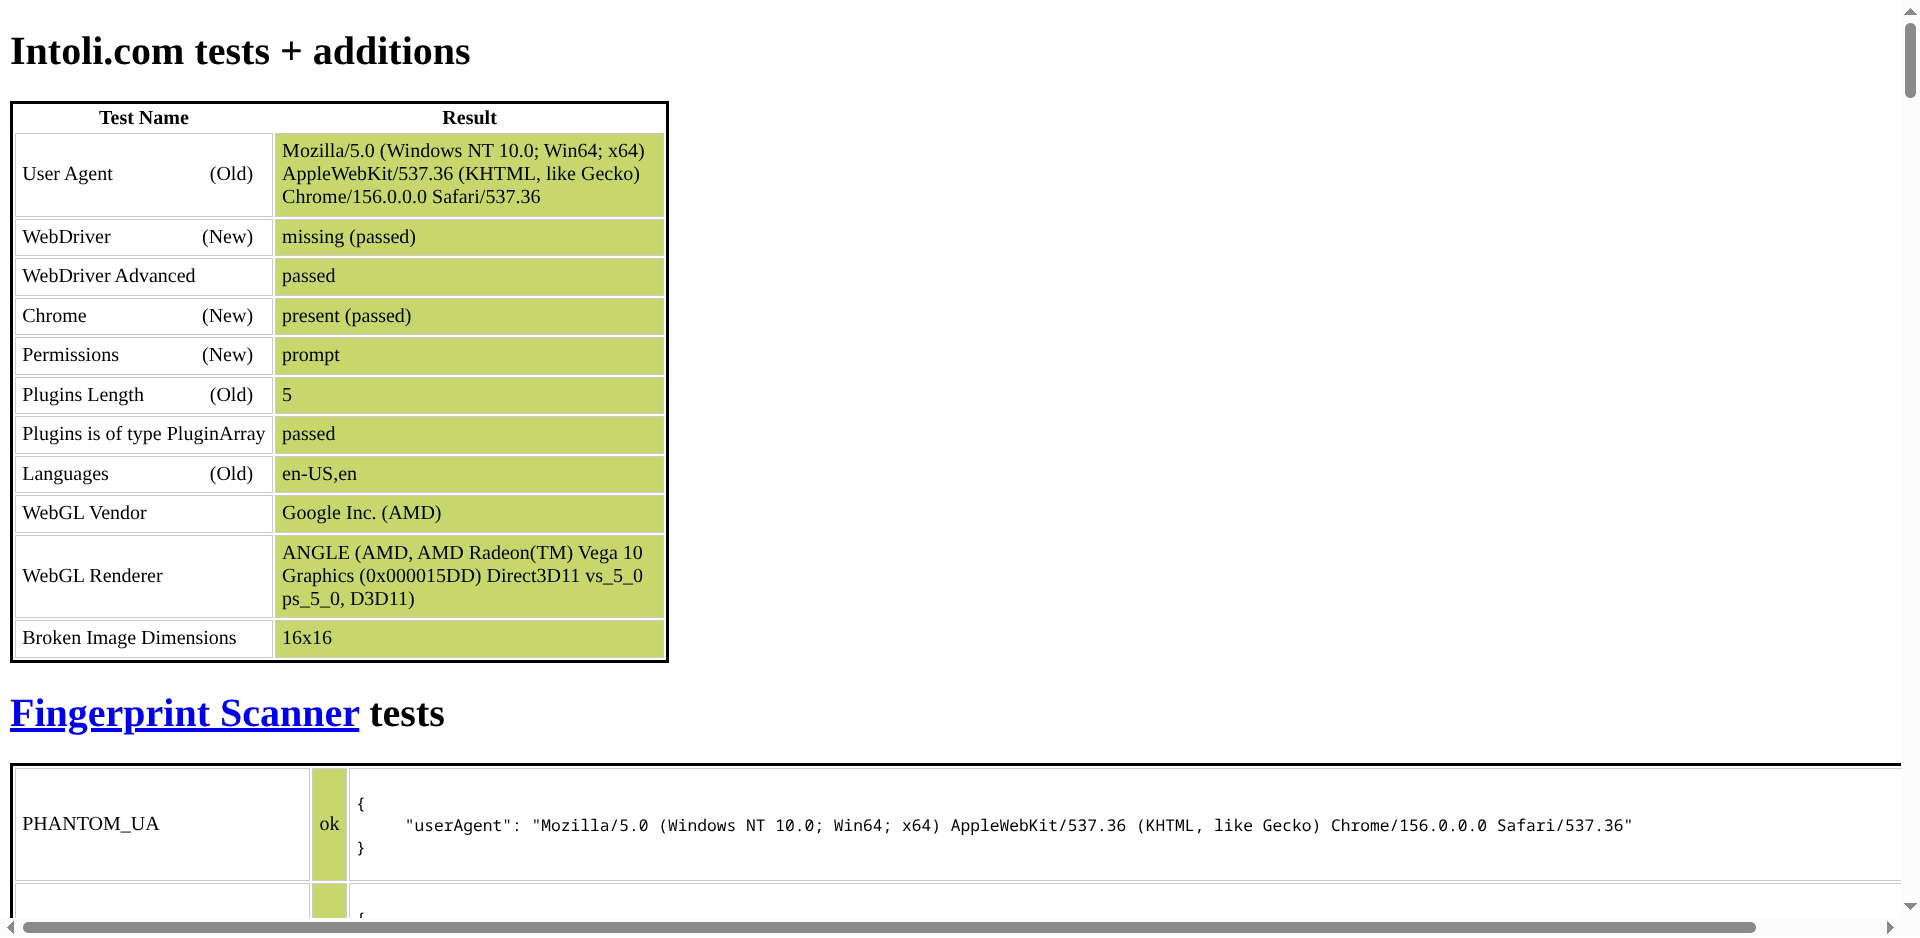 Intoli.com tests + additions
Test Name Result
User Agent (Old) Mozilla/5.0 (Windows NT 10.0; Win64; x64)
AppleWebKit/537.36 (KHTML, like Gecko)
Chrome/156.0.0.0 Safari/537.36
WebDriver (New) missing (passed)
WebDriver Advanced passed
Chrome (New) present (passed)
Permissions (New) prompt
Plugins Length (Old) 5
Plugins is of type PluginArray passed
Languages (Old) en-US,en
WebGL Vendor Google Inc. (AMD)
WebGL Renderer ANGLE (AMD, AMD Radeon(TM) Vega 10
Graphics (0x000015DD) Direct3D11 vs_5_0
ps_5_0, D3D11)
Broken Image Dimensions 16x16
Fingerprint Scanner tests
PHANTOM_UA ok {
"userAgent": "Mozilla/5.0 (Windows NT 10.0; Win64; x64) AppleWebKit/537.36 (KHTML, like Gecko) Chrome/156.0.0.0 Safari/537.36"
}
{